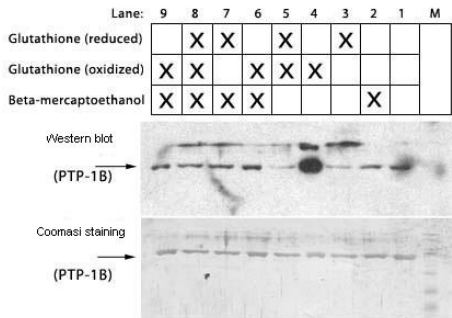 Lane: 9 8 7 6 5 4 3 2 1 M
Glutathione (reduced) X X X X
Glutathione (oxidized) X X X X X
Beta-mercaptoethanol X X X X X
Western blot
(PTP-1B)
Coomasi staining
(PTP-1B)